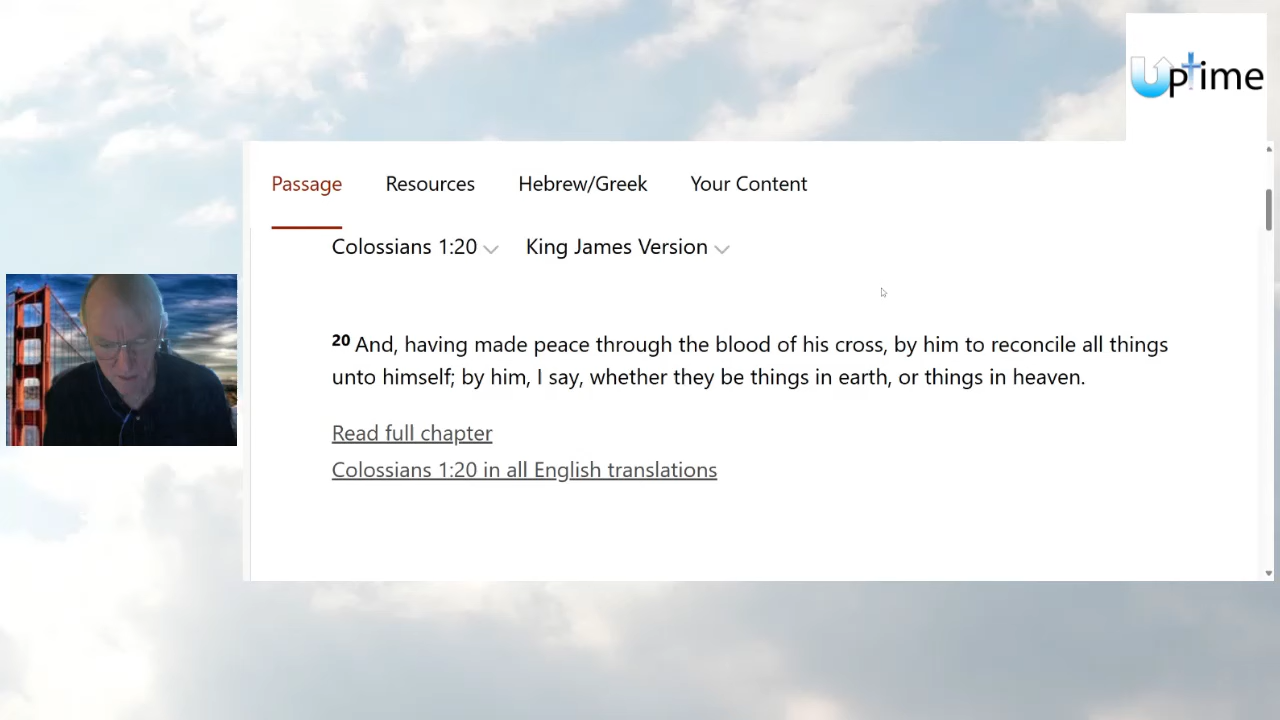 Uptime
Passage Resources Hebrew/Greek Your Content
Colossians 1:20 King James Version
20 And, having made peace through the blood of his cross, by him to reconcile all things
unto himself; by him, I say, whether they be things in earth, or things in heaven.
Read full chapter
Colossians 1:20 in all English translations